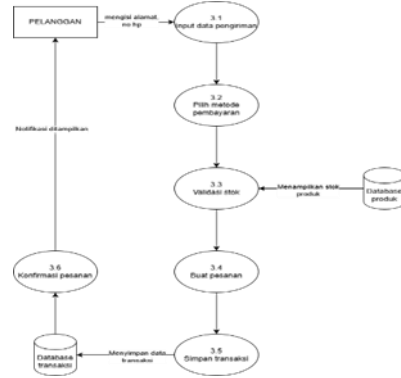 PELANGGAN
mengisi alamat,
no hp
3.1
Input data pengiriman
3.2
Pilih metode
pembayaran
Notifikasi ditampilkan
3.3
Validasi stok
Menampilkan stok
produk
Database
produk
3.6
Konfirmasi pesanan
3.4
Buat pesanan
Database
transaksi
Menyimpan data
transaksi
3.5
Simpan transaksi